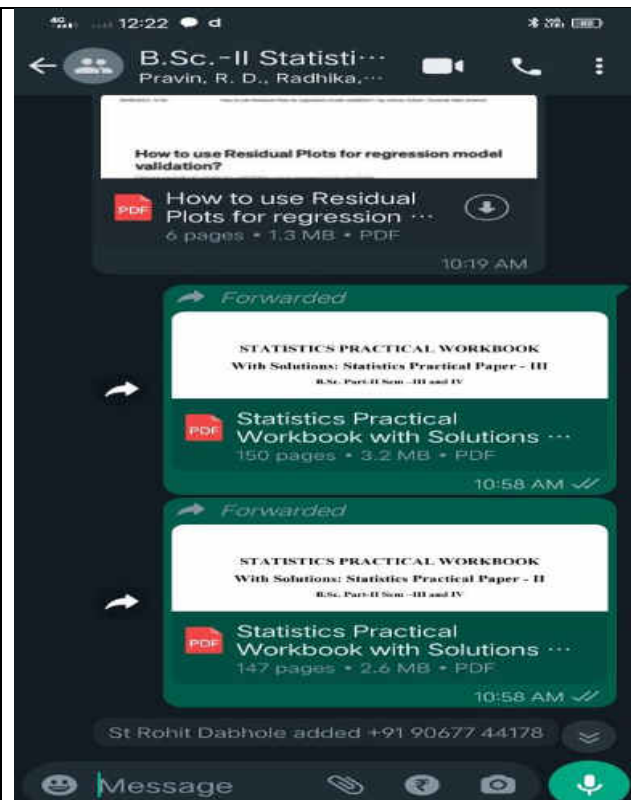 4G
12:22
B.Sc.-II Statisti...
Pravin, R. D., Radhika,...
How to use Residual Plots for regression model
validation?
PDF
How to use Residual
Plots for regression ...
6 pages • 1.3 MB • PDF
10:19 AM
Forwarded
STATISTICS PRACTICAL WORKBOOK
With Solutions: Statistics Practical Paper - III
B.Sc. Part-II Sem -III and IV
PDF
Statistics Practical
Workbook with Solutions ...
150 pages • 3.2 MB • PDF
10:58 AM
Forwarded
STATISTICS PRACTICAL WORKBOOK
With Solutions: Statistics Practical Paper - II
B.Sc. Part-II Sem -III and IV
PDF
Statistics Practical
Workbook with Solutions ...
147 pages • 2.6 MB • PDF
10:58 AM
St Rohit Dabhole added +91 90677 44178
Message